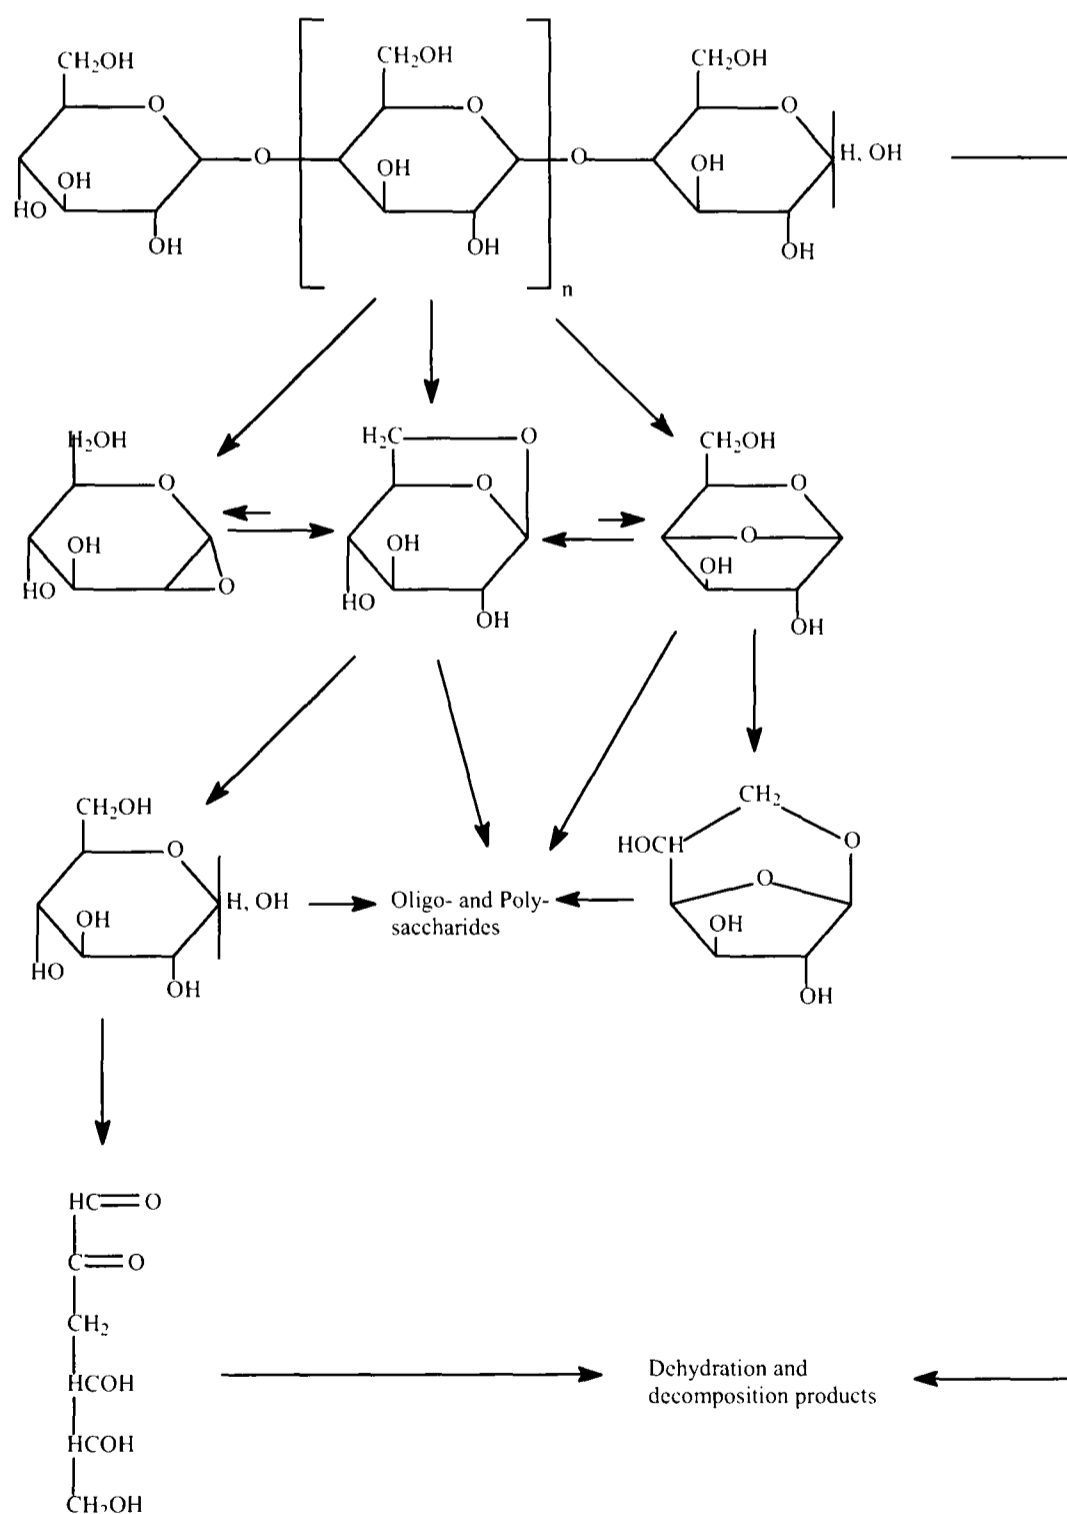 CH₂OH CH₂OH CH₂OH
O O O
O O H, OH
OH OH OH
HO
OH OH OH
n
H₂OH H₂C O CH₂OH
O O O
O
OH OH OH
HO O HO
OH OH
CH₂OH CH₂
HOCH O
O O
H, OH Oligo- and Poly-
saccharides
OH OH
HO
OH OH
HC=O
C=O
CH₂
HCOH
HCOH
CH₂OH
Dehydration and
decomposition products